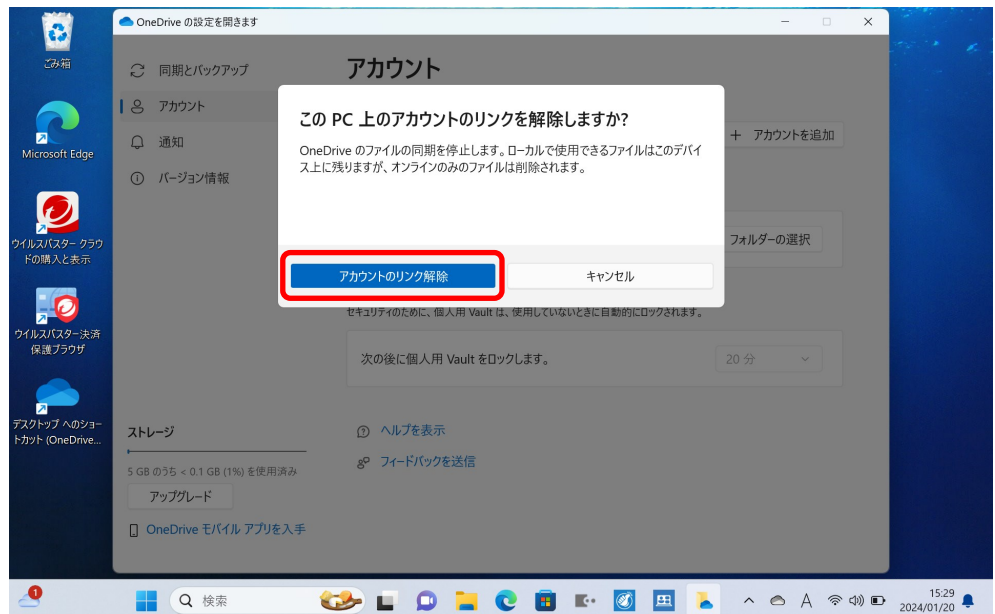 ごみ箱
Microsoft Edge
ウイルスバスター クラウ
ドの購入と表示
ウイルスバスター決済
保護ブラウザ
デスクトップ へのショー
トカット (OneDrive...
OneDrive の設定を開きます
同期とバックアップ
アカウント
通知
バージョン情報
アカウント
アカウントを追加
この PC 上のアカウントのリンクを解除しますか?
OneDrive のファイルの同期を停止します。ローカルで使用できるファイルはこのデバイ
ス上に残りますが、オンラインのみのファイルは削除されます。
フォルダーの選択
アカウントのリンク解除
キャンセル
セキュリティのために、個人用 Vault は、使用していないときに自動的にロックされます。
次の後に個人用 Vault をロックします。
20 分
ストレージ
5 GB のうち < 0.1 GB (1%) を使用済み
アップグレード
OneDrive モバイル アプリを入手
ヘルプを表示
フィードバックを送信
1
検索
A
15:29
2024/01/20